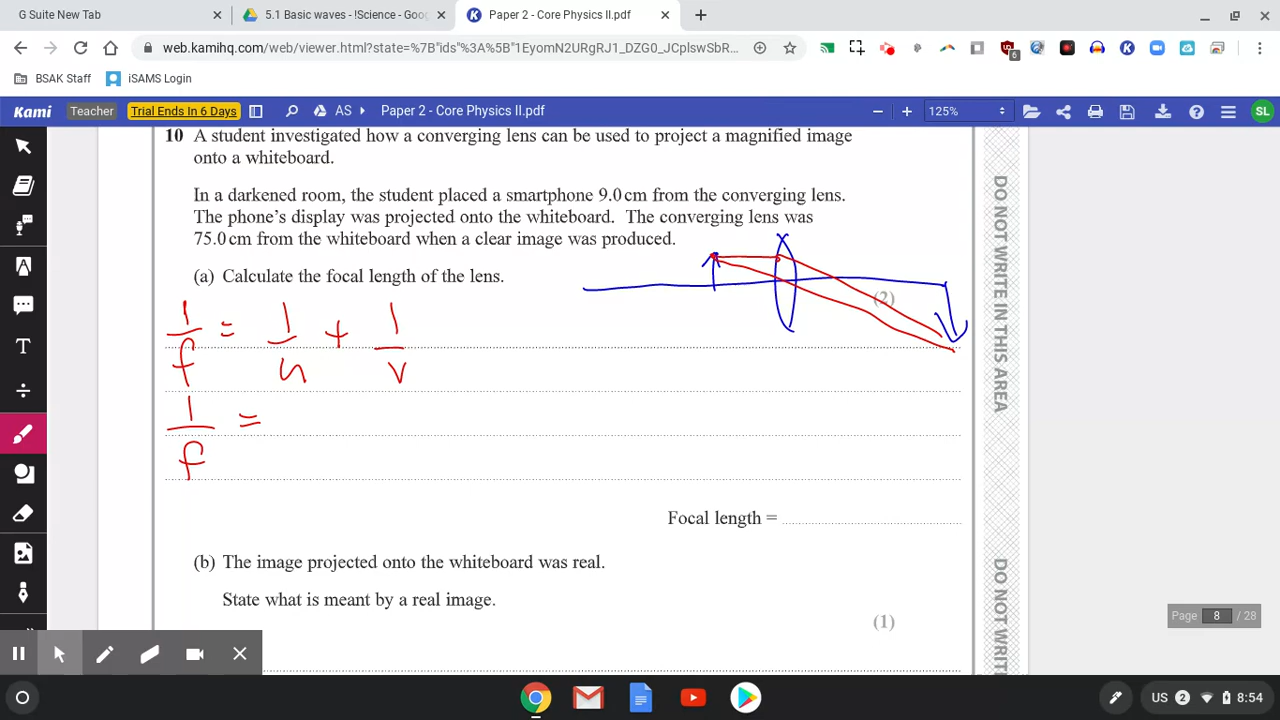 G Suite New Tab
5.1 Basic waves - !Science - Goo
Paper 2 - Core Physics II.pdf
web.kamihq.com/web/viewer.html?state=%7B"ids"%3A%5B"1EyomN2URgRJ1_DZG0_JCplswSbR...
6
BSAK Staff
iSAMS Login
Kami
Teacher
Trial Ends In 6 Days
AS
Paper 2 - Core Physics II.pdf
125%
SL
10 A student investigated how a converging lens can be used to project a magnified image
onto a whiteboard.
In a darkened room, the student placed a smartphone 9.0 cm from the converging lens.
The phone's display was projected onto the whiteboard. The converging lens was
75.0 cm from the whiteboard when a clear image was produced.
(a) Calculate the focal length of the lens.
(2)
1/f = 1/u + 1/v
1/f =
Focal length =
(b) The image projected onto the whiteboard was real.
State what is meant by a real image.
(1)
DO NOT WRITE IN THIS AREA
DO NOT WRIT
Page 8 / 28
US 2 8:54